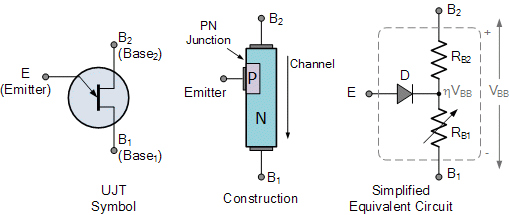 B2
(Base2)
E
(Emitter)
B1
(Base1)
UJT
Symbol
B2
PN
Junction
Channel
P
Emitter
N
B1
Construction
B2
+
RB2
D
E
ηVBB
VBB
RB1
-
B1
Simplified
Equivalent Circuit